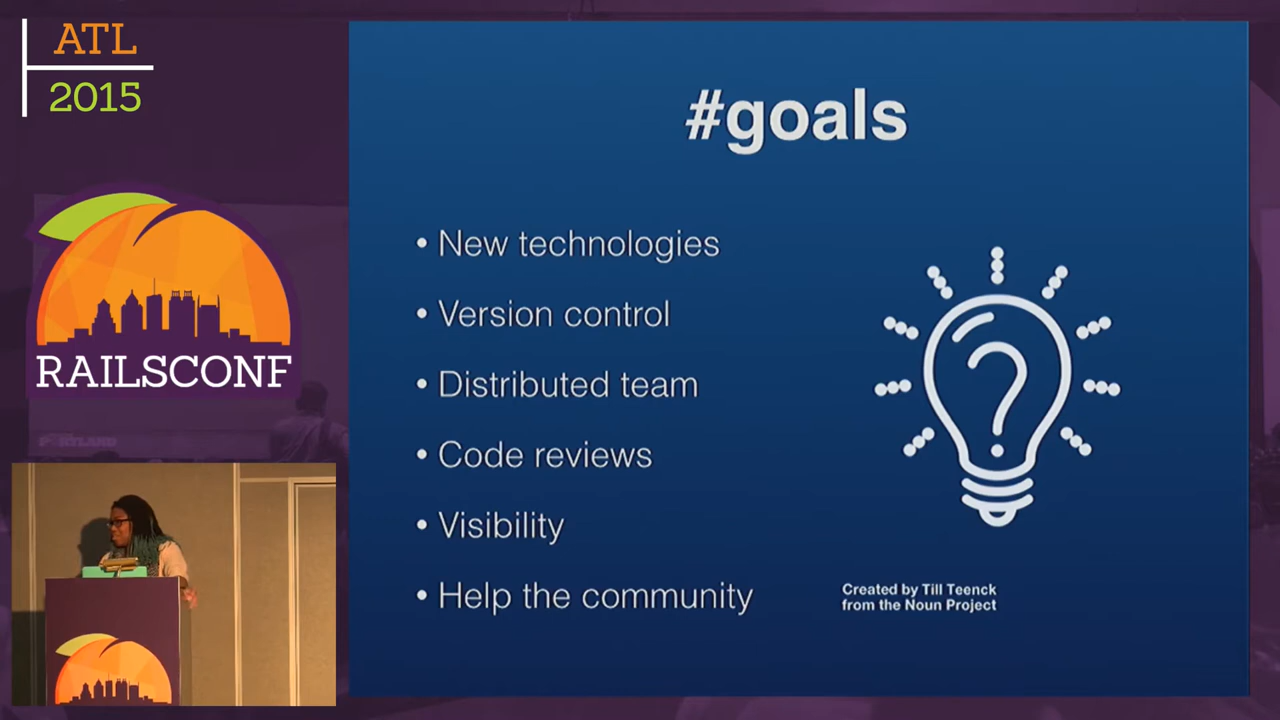 ATL
2015
RAILSCONF
#goals
• New technologies
• Version control
• Distributed team
• Code reviews
• Visibility
• Help the community
?
Created by Till Teenck
from the Noun Project
PORTLAND